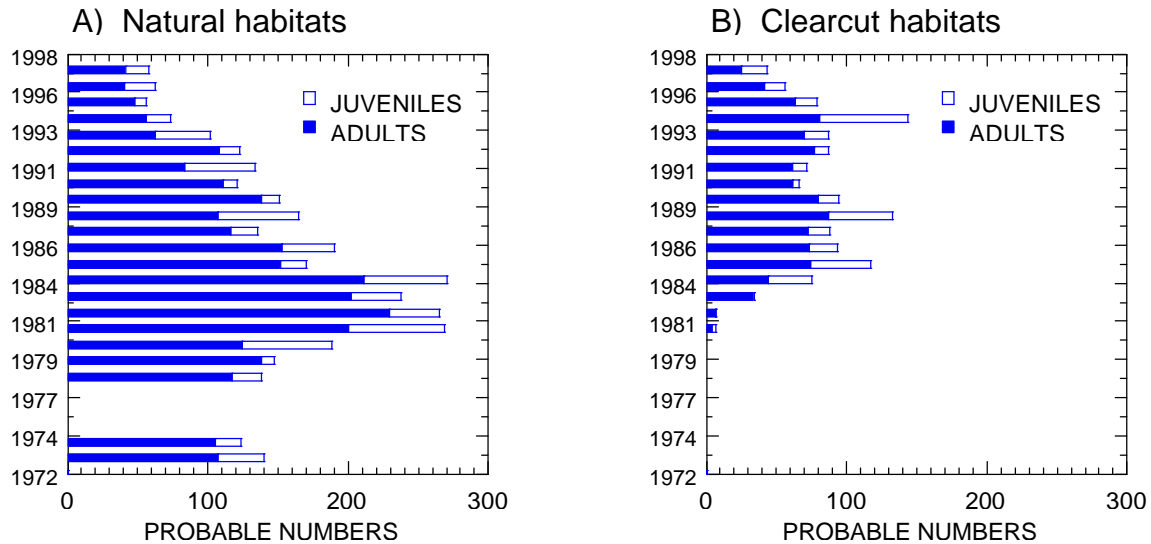 A) Natural habitats
1998
1996
1993
1991
1989
1986
1984
1981
1979
1977
1974
1972
JUVENILES
ADULTS
0 100 200 300
PROBABLE NUMBERS
B) Clearcut habitats
1998
1996
1993
1991
1989
1986
1984
1981
1979
1977
1974
1972
JUVENILES
ADULTS
0 100 200 300
PROBABLE NUMBERS